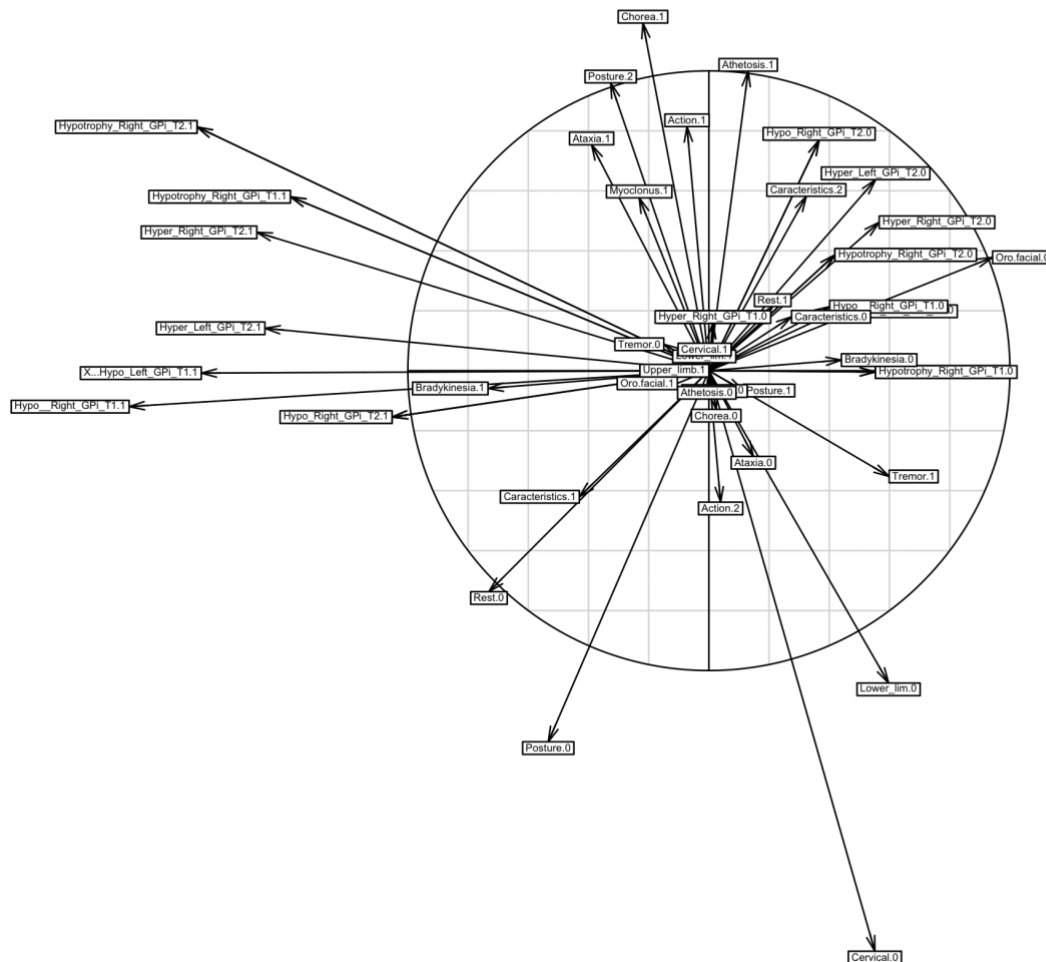 Chorea.1
Athetosis.1
Posture.2
Action.1
Hypotrophy_Right_GPi_T2.1
Hypo_Right_GPi_T2.0
Ataxia.1
Hyper_Left_GPi_T2.0
Myoclonus.1
Caracteristics.2
Hypotrophy_Right_GPi_T1.1
Hyper_Right_GPi_T2.0
Hyper_Right_GPi_T2.1
Hypotrophy_Right_GPi_T2.0
Oro.facial.0
Rest.1
Hypo__Right_GPi_T1.0
Hyper_Right_GPi_T1.0
Caracteristics.0
Hyper_Left_GPi_T2.1
Tremor.0
Cervical.1
Bradykinesia.0
X...Hypo_Left_GPi_T1.1
Upper_limb.1
Hypotrophy_Right_GPi_T1.0
Bradykinesia.1
Oro.facial.1
Athetosis.0
Posture.1
Hypo__Right_GPi_T1.1
Hypo_Right_GPi_T2.1
Chorea.0
Ataxia.0
Tremor.1
Caracteristics.1
Action.2
Rest.0
Lower_lim.0
Posture.0
Cervical.0